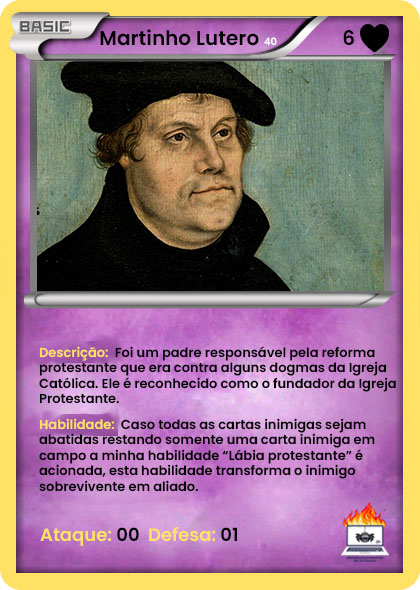 BASIC
Martinho Lutero 40 6
Descrição: Foi um padre responsável pela reforma
protestante que era contra alguns dogmas da Igreja
Católica. Ele é reconhecido como o fundador da Igreja
Protestante.
Habilidade: Caso todas as cartas inimigas sejam
abatidas restando somente uma carta inimiga em
campo a minha habilidade “Lábia protestante” é
acionada, esta habilidade transforma o inimigo
sobrevivente em aliado.
Ataque: 00 Defesa: 01